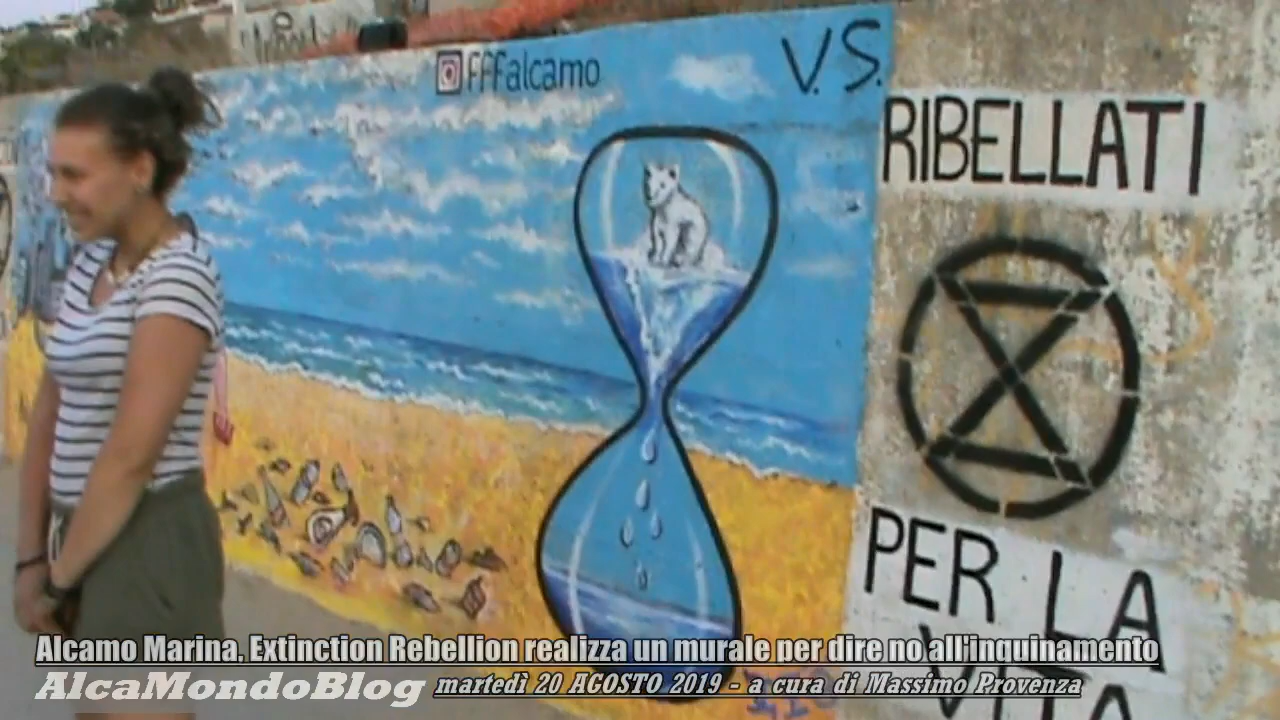 fffalcamo
V.S.
RIBELLATI
PER LA
VITA
Alcamo Marina. Extinction Rebellion realizza un murale per dire no all'inquinamento
AlcaMondoBlog
martedì 20 AGOSTO 2019 - a cura di Massimo Provenza